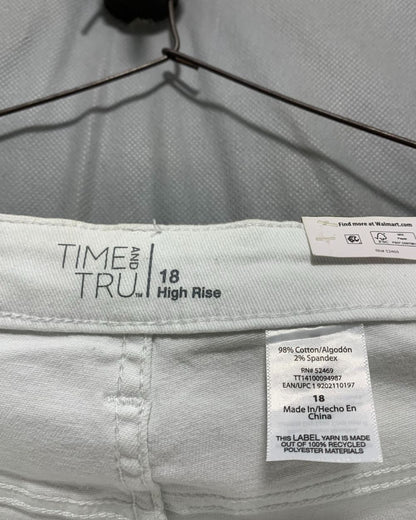 Find more at Walmart.com
TIME AND TRU™
18
High Rise
98% Cotton/Algodón
2% Spandex
RN# 52469
TT14100094987
EAN/UPC 1 9202110197
18
Made In/Hecho En
China
THIS LABEL YARN IS MADE
OUT OF 100% RECYCLED
POLYESTER MATERIALS